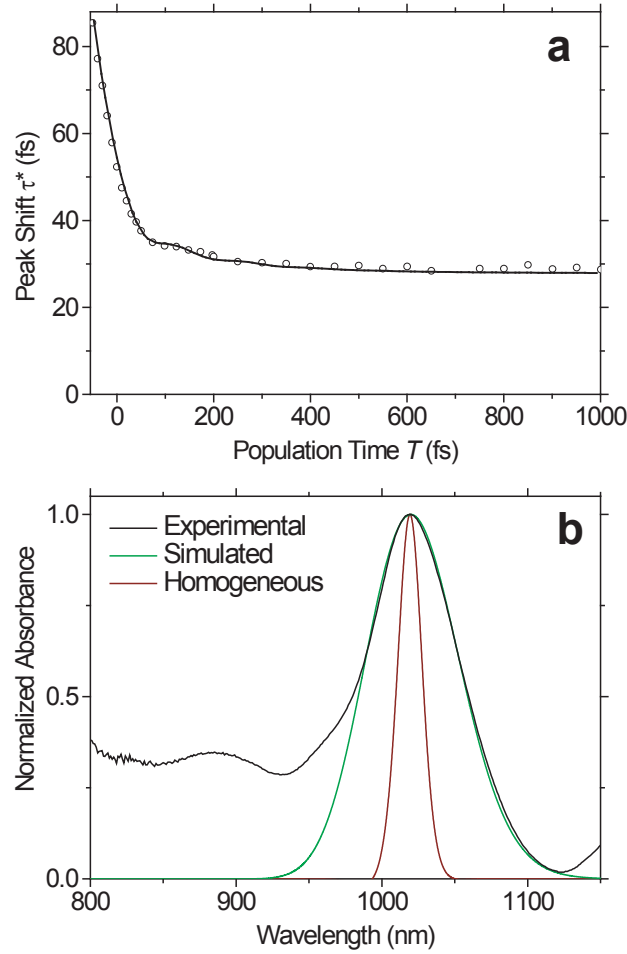 a
80
60
40
20
0
Peak Shift τ* (fs)
0 200 400 600 800 1000
Population Time T (fs)
b
Experimental
Simulated
Homogeneous
1.0
0.5
0.0
Normalized Absorbance
800 900 1000 1100
Wavelength (nm)